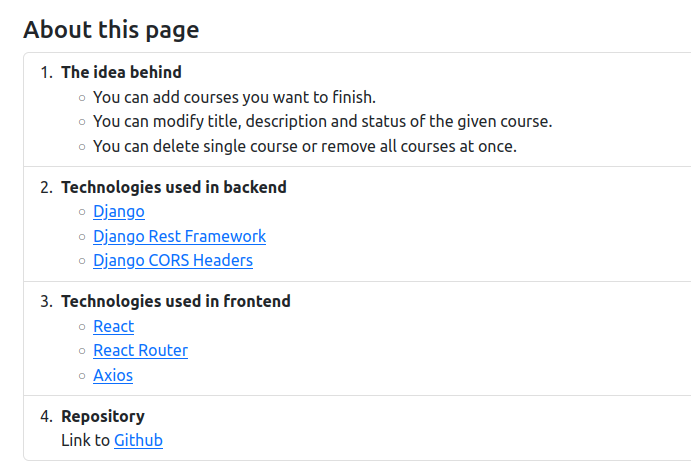 About this page
1. The idea behind
○ You can add courses you want to finish.
○ You can modify title, description and status of the given course.
○ You can delete single course or remove all courses at once.
2. Technologies used in backend
○ Django
○ Django Rest Framework
○ Django CORS Headers
3. Technologies used in frontend
○ React
○ React Router
○ Axios
4. Repository
Link to Github